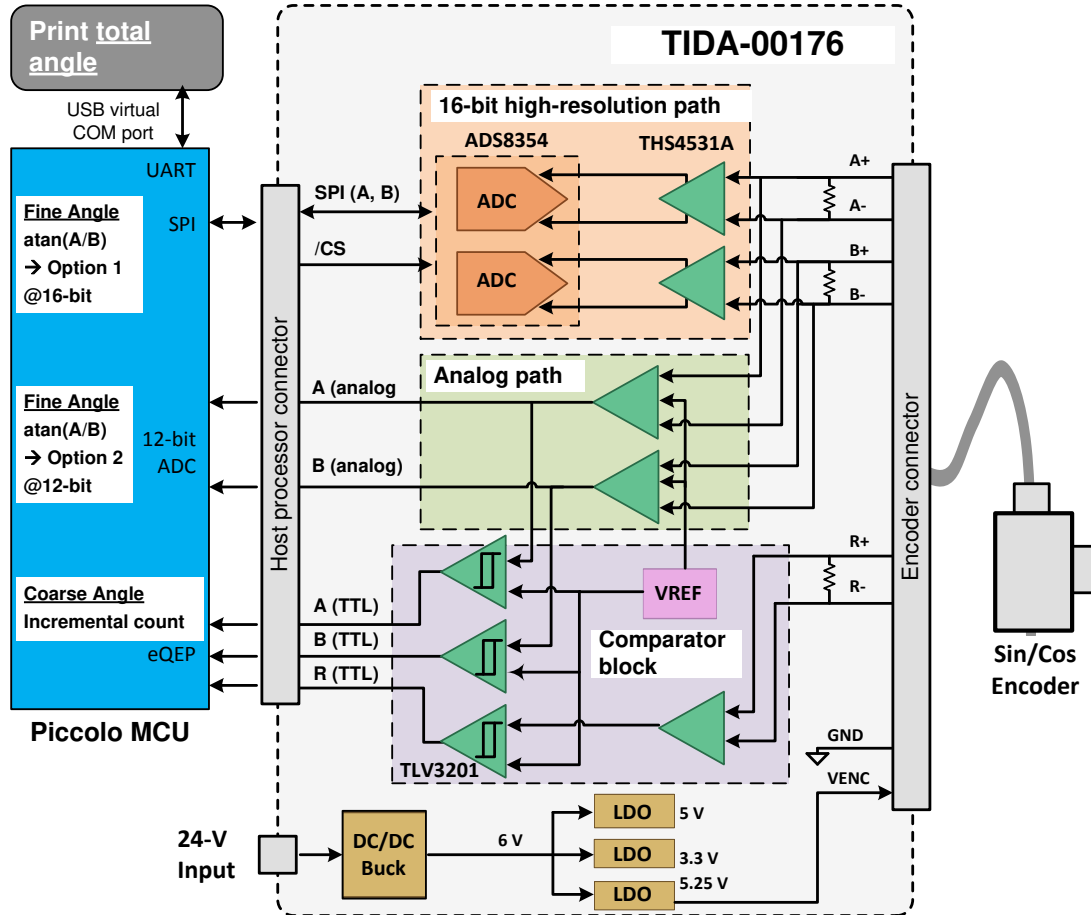 Print total
angle
USB virtual
COM port
UART
SPI
Fine Angle
atan(A/B)
→ Option 1
@16-bit
Fine Angle
atan(A/B)
→ Option 2
@12-bit
12-bit
ADC
Coarse Angle
Incremental count
eQEP
Piccolo MCU
Host processor connector
TIDA-00176
16-bit high-resolution path
ADS8354
THS4531A
SPI (A, B)
/CS
ADC
ADC
A+
A-
B+
B-
Analog path
A (analog
B (analog)
VREF
Comparator
block
A (TTL)
B (TTL)
R (TTL)
TLV3201
R+
R-
GND
VENC
Encoder connector
Sin/Cos
Encoder
24-V
Input
DC/DC
Buck
6 V
LDO
5 V
LDO
3.3 V
LDO
5.25 V